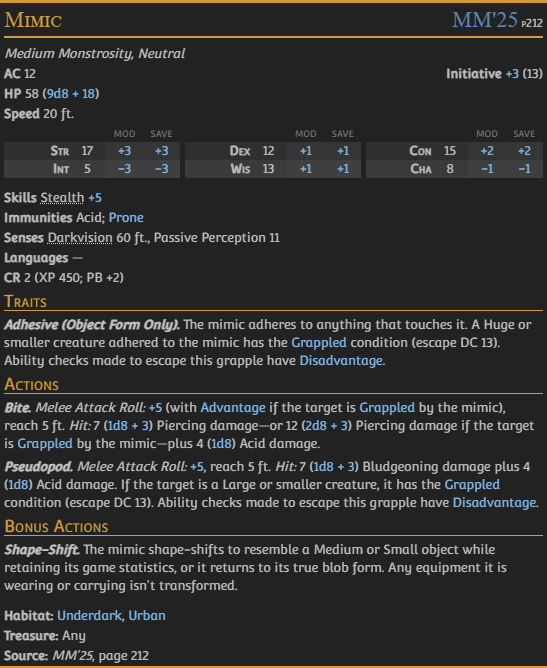 Mimic MM'25 p212
Medium Monstrosity, Neutral
AC 12 Initiative +3 (13)
HP 58 (9d8 + 18)
Speed 20 ft.
MOD SAVE MOD SAVE MOD SAVE
Str 17 +3 +3 Dex 12 +1 +1 Con 15 +2 +2
Int 5 −3 −3 Wis 13 +1 +1 Cha 8 −1 −1
Skills Stealth +5
Immunities Acid; Prone
Senses Darkvision 60 ft., Passive Perception 11
Languages —
CR 2 (XP 450; PB +2)
Traits
Adhesive (Object Form Only). The mimic adheres to anything that touches it. A Huge or
smaller creature adhered to the mimic has the Grappled condition (escape DC 13).
Ability checks made to escape this grapple have Disadvantage.
Actions
Bite. Melee Attack Roll: +5 (with Advantage if the target is Grappled by the mimic),
reach 5 ft. Hit: 7 (1d8 + 3) Piercing damage—or 12 (2d8 + 3) Piercing damage if the target
is Grappled by the mimic—plus 4 (1d8) Acid damage.
Pseudopod. Melee Attack Roll: +5, reach 5 ft. Hit: 7 (1d8 + 3) Bludgeoning damage plus 4
(1d8) Acid damage. If the target is a Large or smaller creature, it has the Grappled
condition (escape DC 13). Ability checks made to escape this grapple have Disadvantage.
Bonus Actions
Shape-Shift. The mimic shape-shifts to resemble a Medium or Small object while
retaining its game statistics, or it returns to its true blob form. Any equipment it is
wearing or carrying isn't transformed.
Habitat: Underdark, Urban
Treasure: Any
Source: MM'25, page 212